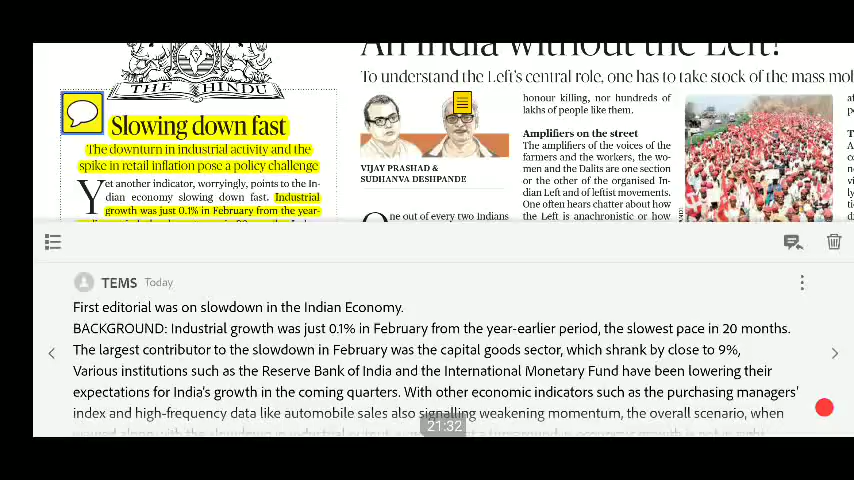 An India without the Left?
To understand the Left's central role, one has to take stock of the mass mo
THE HINDU
Slowing down fast
The downturn in industrial activity and the
spike in retail inflation pose a policy challenge
Yet another indicator, worryingly, points to the In-
dian economy slowing down fast. Industrial
growth was just 0.1% in February from the year-
VIJAY PRASHAD &
SUDHANVA DESHPANDE
One out of every two Indians
honour killing, nor hundreds of
lakhs of people like them.
Amplifiers on the street
The amplifiers of the voices of the
farmers and the workers, the wo-
men and the Dalits are one section
or the other of the organised In-
dian Left and of leftist movements.
One often hears chatter about how
the Left is anachronistic or how
TEMS Today
First editorial was on slowdown in the Indian Economy.
BACKGROUND: Industrial growth was just 0.1% in February from the year-earlier period, the slowest pace in 20 months.
The largest contributor to the slowdown in February was the capital goods sector, which shrank by close to 9%,
Various institutions such as the Reserve Bank of India and the International Monetary Fund have been lowering their
expectations for India's growth in the coming quarters. With other economic indicators such as the purchasing managers'
index and high-frequency data like automobile sales also signalling weakening momentum, the overall scenario, when
21:32